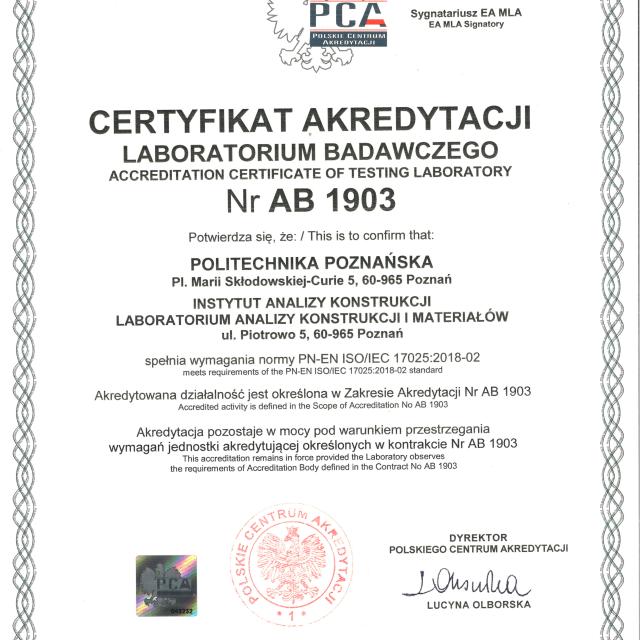 PCA
POLSKIE CENTRUM
AKREDYTACJI
Sygnatariusz EA MLA
EA MLA Signatory
CERTYFIKAT AKREDYTACJI
LABORATORIUM BADAWCZEGO
ACCREDITATION CERTIFICATE OF TESTING LABORATORY
Nr AB 1903
Potwierdza się, że: / This is to confirm that:
POLITECHNIKA POZNAŃSKA
Pl. Marii Skłodowskiej-Curie 5, 60-965 Poznań
INSTYTUT ANALIZY KONSTRUKCJI
LABORATORIUM ANALIZY KONSTRUKCJI I MATERIAŁÓW
ul. Piotrowo 5, 60-965 Poznań
spełnia wymagania normy PN-EN ISO/IEC 17025:2018-02
meets requirements of the PN-EN ISO/IEC 17025:2018-02 standard
Akredytowana działalność jest określona w Zakresie Akredytacji Nr AB 1903
Accredited activity is defined in the Scope of Accreditation No AB 1903
Akredytacja pozostaje w mocy pod warunkiem przestrzegania
wymagań jednostki akredytującej określonych w kontrakcie Nr AB 1903
This accreditation remains in force provided the Laboratory observes
the requirements of Accreditation Body defined in the Contract No AB 1903
POLSKIE CENTRUM AKREDYTACJI
* 1 *
PCA
DYREKTOR
POLSKIEGO CENTRUM AKREDYTACJI
LUCYNA OLBORSKA